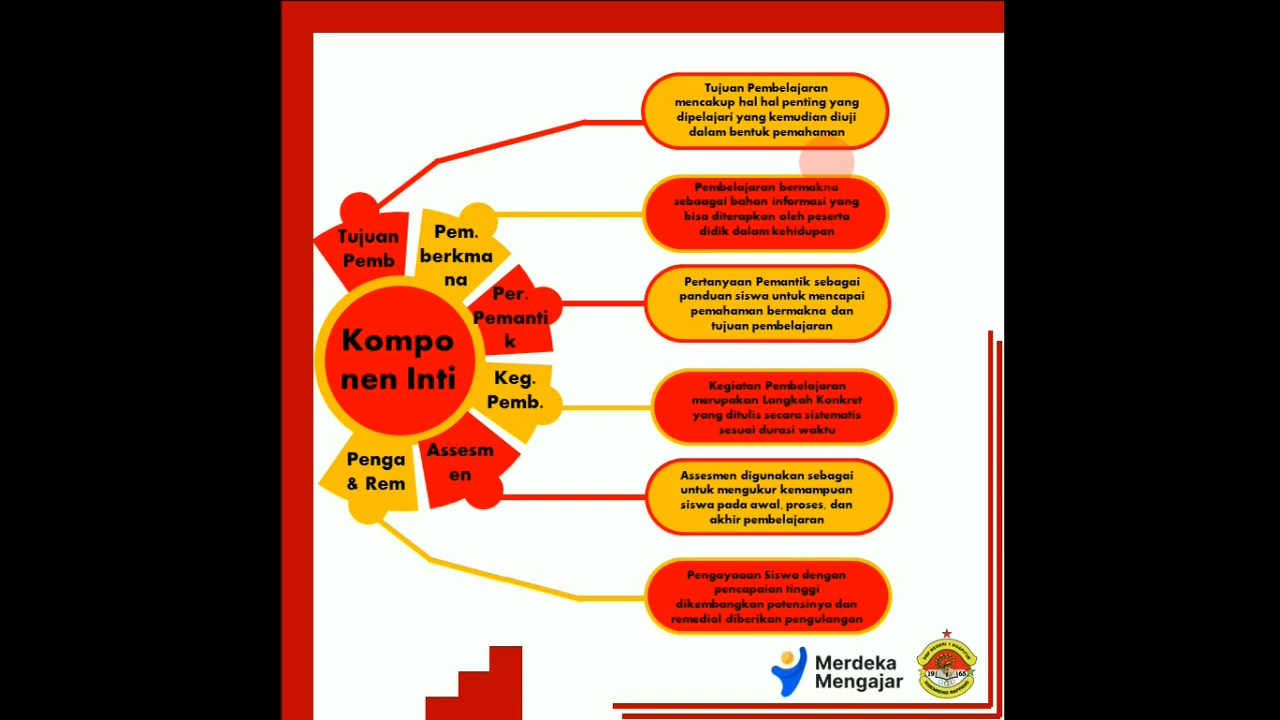 Tujuan Pembelajaran
mencakup hal hal penting yang
dipelajari yang kemudian diuji
dalam bentuk pemahaman
Pembelajaran bermakna
sebaagai bahan informasi yang
bisa diterapkan oleh peserta
didik dalam kehidupan
Pertanyaan Pemantik sebagai
panduan siswa untuk mencapai
pemahaman bermakna dan
tujuan pembelajaran
Kegiatan Pembelajaran
merupakan Langkah Konkret
yang ditulis secara sistematis
sesuai durasi waktu
Assesmen digunakan sebagai
untuk mengukur kemampuan
siswa pada awal, proses, dan
akhir pembelajaran
Pengayaaan Siswa dengan
pencapaian tinggi
dikembangkan potensinya dan
remedial diberikan pengulangan
Tujuan
Pemb
Pem.
berkma
na
Per.
Pemanti
k
Keg.
Pemb.
Assesm
en
Penga
& Rem
Kompo
nen Inti
Merdeka
Mengajar
1965